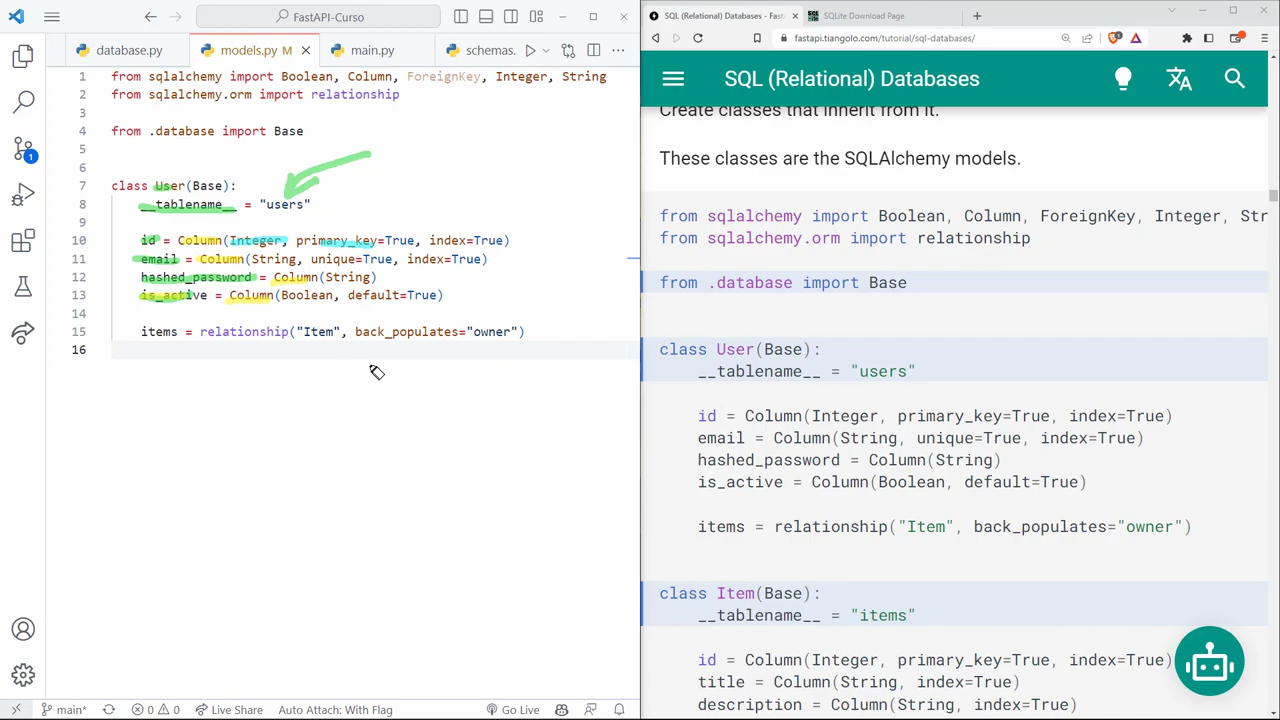 FastAPI-Curso
database.py
models.py M
main.py
schemas.
1 from sqlalchemy import Boolean, Column, ForeignKey, Integer, String
2 from sqlalchemy.orm import relationship
3
4 from .database import Base
5
6
7 class User(Base):
8 __tablename__ = "users"
9
10 id = Column(Integer, primary_key=True, index=True)
11 email = Column(String, unique=True, index=True)
12 hashed_password = Column(String)
13 is_active = Column(Boolean, default=True)
14
15 items = relationship("Item", back_populates="owner")
16
1
main*
0 0
Live Share
Auto Attach: With Flag
Go Live
SQL (Relational) Databases - Fast
SQLite Download Page
fastapi.tiangolo.com/tutorial/sql-databases/
SQL (Relational) Databases
Create classes that inherit from it.
These classes are the SQLAlchemy models.
from sqlalchemy import Boolean, Column, ForeignKey, Integer, Str
from sqlalchemy.orm import relationship
from .database import Base
class User(Base):
__tablename__ = "users"
id = Column(Integer, primary_key=True, index=True)
email = Column(String, unique=True, index=True)
hashed_password = Column(String)
is_active = Column(Boolean, default=True)
items = relationship("Item", back_populates="owner")
class Item(Base):
__tablename__ = "items"
id = Column(Integer, primary_key=True, index=True)
title = Column(String, index=True)
description = Column(String, index=True)